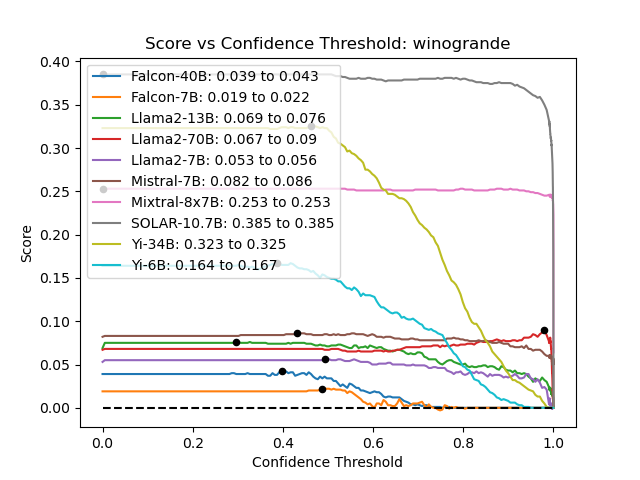 Score vs Confidence Threshold: winogrande
0.40
0.35
0.30
0.25
0.20
0.15
0.10
0.05
0.00
Score
Falcon-40B: 0.039 to 0.043
Falcon-7B: 0.019 to 0.022
Llama2-13B: 0.069 to 0.076
Llama2-70B: 0.067 to 0.09
Llama2-7B: 0.053 to 0.056
Mistral-7B: 0.082 to 0.086
Mixtral-8x7B: 0.253 to 0.253
SOLAR-10.7B: 0.385 to 0.385
Yi-34B: 0.323 to 0.325
Yi-6B: 0.164 to 0.167
0.0 0.2 0.4 0.6 0.8 1.0
Confidence Threshold